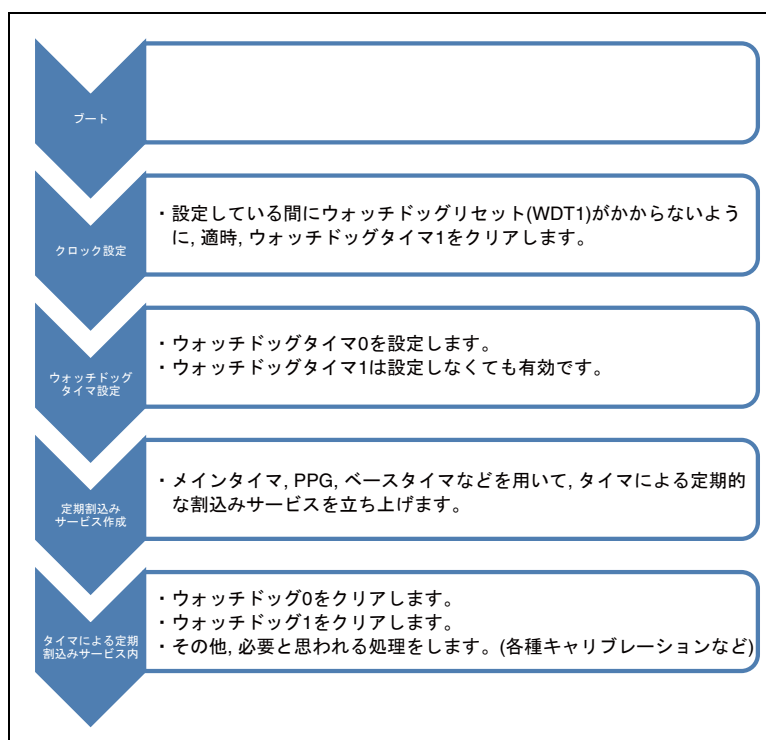 ブート
クロック設定
・設定している間にウォッチドッグリセット(WDT1)がかからないよう
に, 適時, ウォッチドッグタイマ1をクリアします。
ウォッチドッグ
タイマ設定
・ウォッチドッグタイマ0を設定します。
・ウォッチドッグタイマ1は設定しなくても有効です。
定期割込み
サービス作成
・メインタイマ, PPG, ベースタイマなどを用いて, タイマによる定期的
な割込みサービスを立ち上げます。
タイマによる定期
割込みサービス内
・ウォッチドッグ0をクリアします。
・ウォッチドッグ1をクリアします。
・その他, 必要と思われる処理をします。(各種キャリブレーションなど)